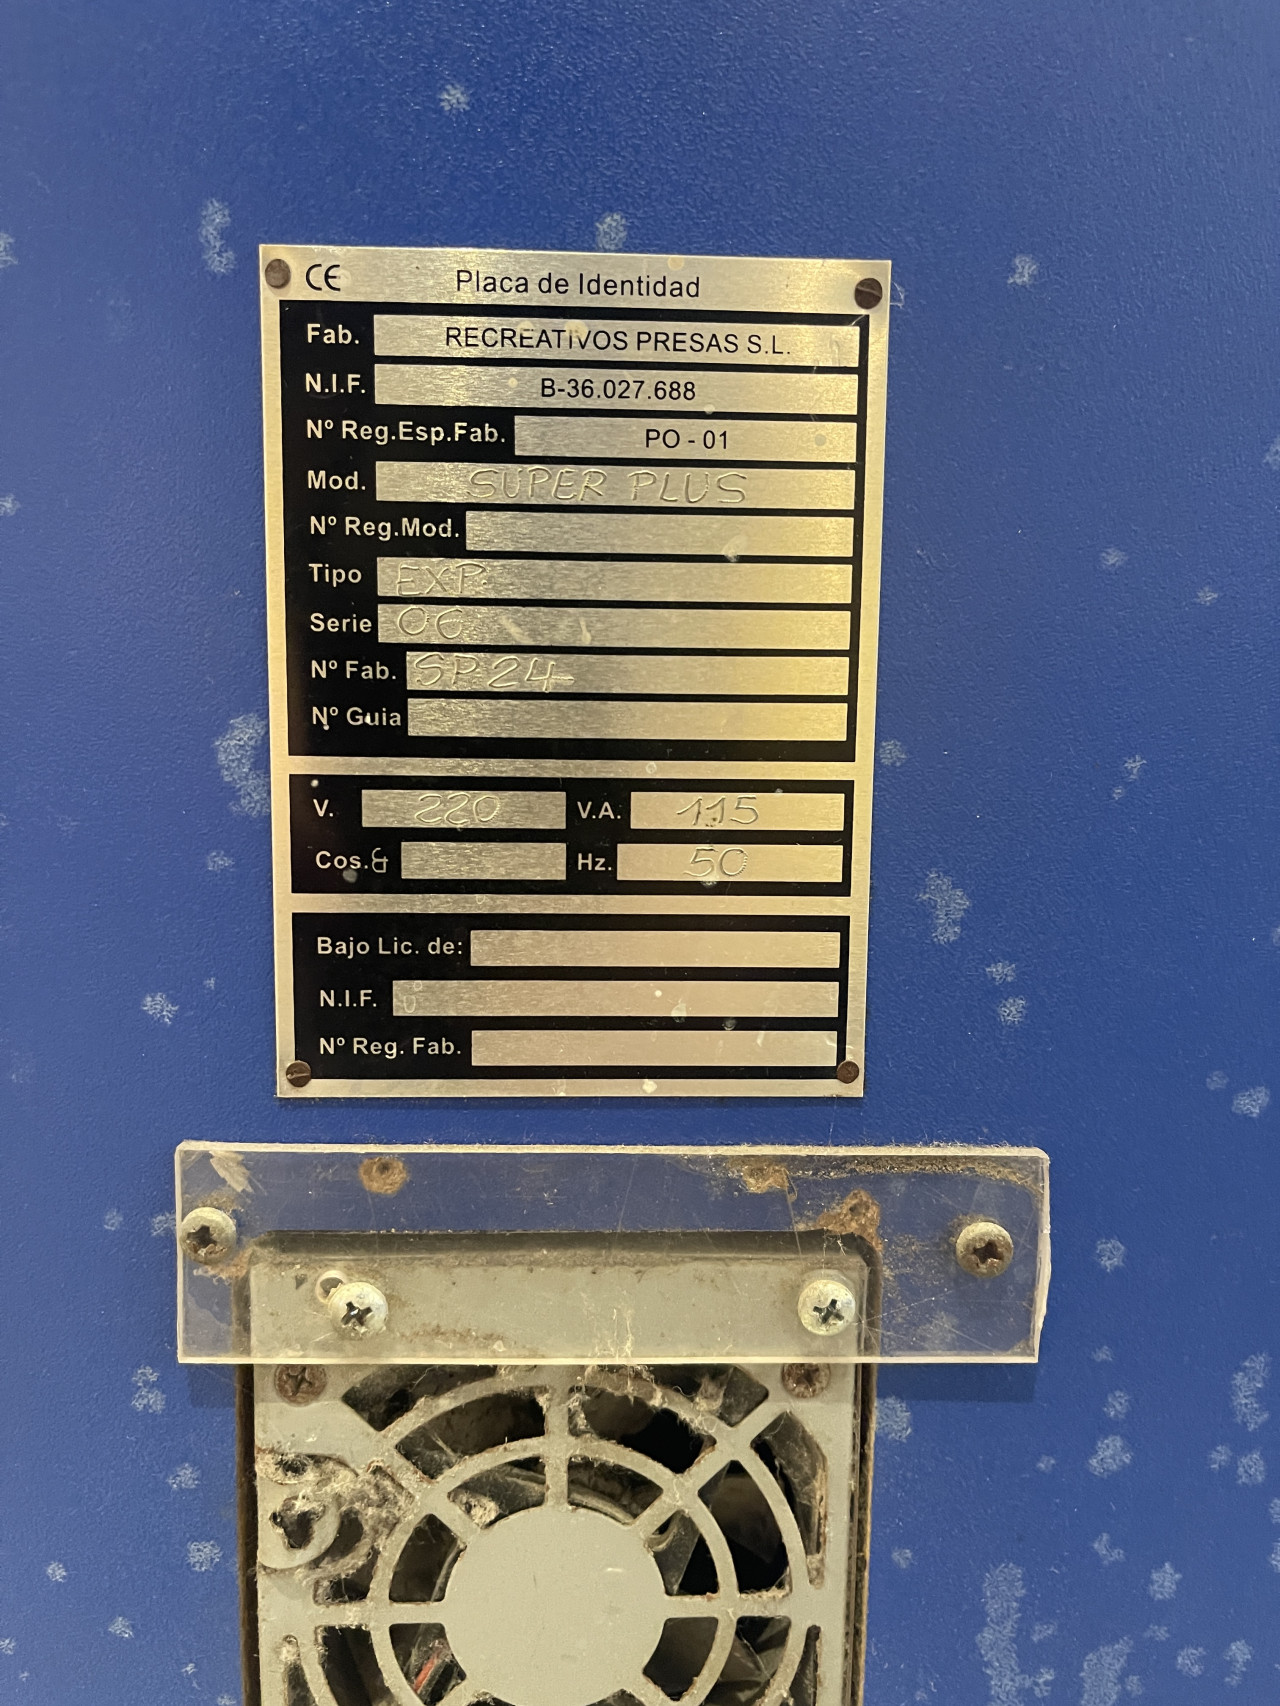 CE Placa de Identidad
Fab. RECREATIVOS PRESAS S.L.
N.I.F. B-36.027.688
Nº Reg.Esp.Fab. PO - 01
Mod. SUPER PLUS
Nº Reg.Mod.
Tipo EXP
Serie 06
Nº Fab. SP24
Nº Guia
V. 220 V.A. 115
Cos. Hz. 50
Bajo Lic. de:
N.I.F.
Nº Reg. Fab.